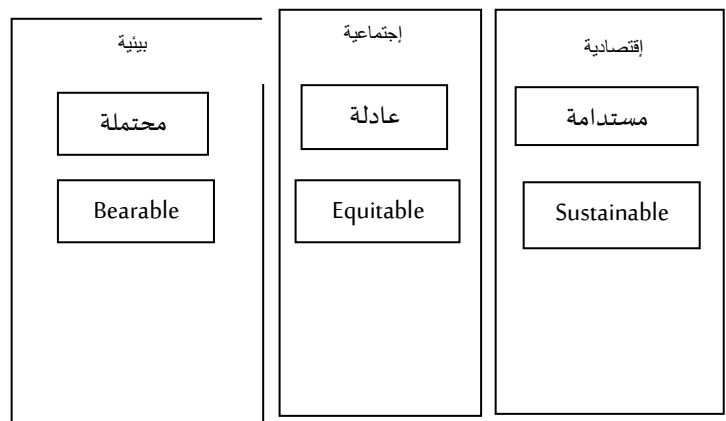 إقتصادية
مستدامة
Sustainable
إجتماعية
عادلة
Equitable
بيئية
محتملة
Bearable